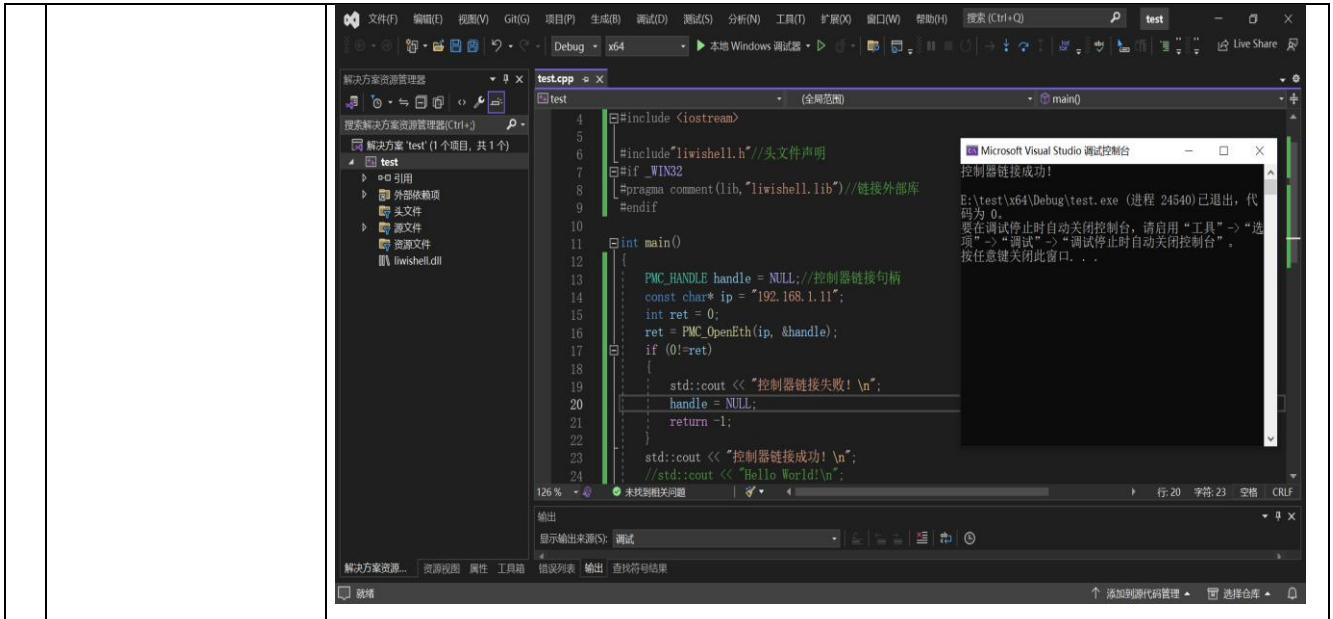 文件(F) 编辑(E) 视图(V) Git(G) 项目(P) 生成(B) 调试(D) 测试(S) 分析(N) 工具(T) 扩展(X) 窗口(W) 帮助(H) 搜索 (Ctrl+Q) test
Debug x64 本地 Windows 调试器 Live Share
解决方案资源管理器
搜索解决方案资源管理器(Ctrl+;)
解决方案 'test' (1 个项目, 共 1 个)
test
引用
外部依赖项
头文件
源文件
资源文件
liwishell.dll
test.cpp
test (全局范围) main()
4 #include <iostream>
5
6 #include"liwishell.h"//头文件声明
7 #if _WIN32
8 #pragma comment(lib,"liwishell.lib")//链接外部库
9 #endif
10
11 int main()
12 {
13 PMC_HANDLE handle = NULL;//控制器链接句柄
14 const char* ip = "192.168.1.11";
15 int ret = 0;
16 ret = PMC_OpenEth(ip, &handle);
17 if (0!=ret)
18 {
19 std::cout << "控制器链接失败! \n";
20 handle = NULL;
21 return -1;
22 }
23 std::cout << "控制器链接成功! \n";
24 //std::cout << "Hello World!\n";
Microsoft Visual Studio 调试控制台
控制器链接成功!
E:\test\x64\Debug\test.exe (进程 24540)已退出，代
码为 0。
要在调试停止时自动关闭控制台，请启用“工具”->“选
项”->“调试”->“调试停止时自动关闭控制台”。
按任意键关闭此窗口. . .
126 % 未找到相关问题 行: 20 字符: 23 空格 CRLF
输出
显示输出来源(S): 调试
解决方案资源... 资源视图 属性 工具箱 错误列表 输出 查找符号结果
就绪 添加到源代码管理 选择仓库